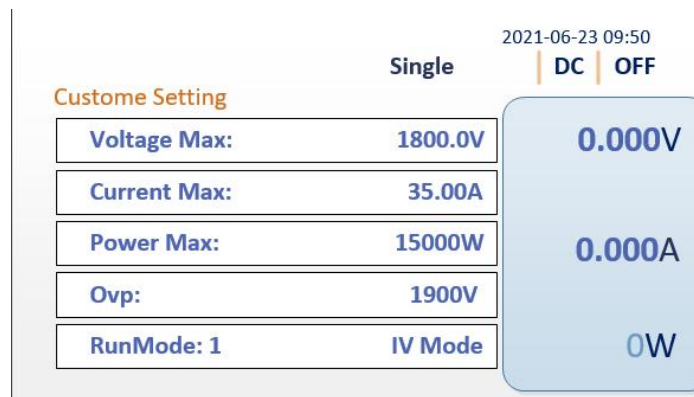 2021-06-23 09:50
Single DC OFF
Custome Setting
Voltage Max: 1800.0V 0.000V
Current Max: 35.00A
Power Max: 15000W 0.000A
Ovp: 1900V
RunMode: 1 IV Mode 0W